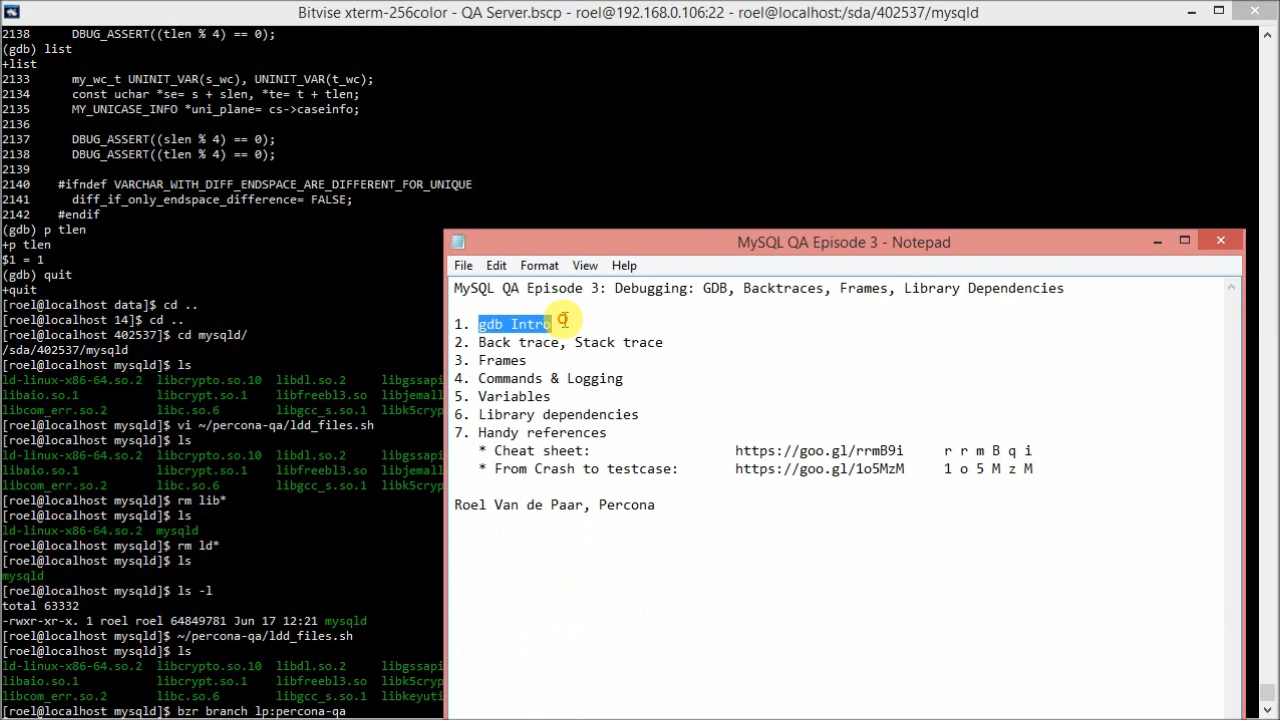 Bitvise xterm-256color - QA Server.bscp - roel@192.168.0.106:22 - roel@localhost:/sda/402537/mysqld
2138 DBUG_ASSERT((tlen % 4) == 0);
(gdb) list
+list
2133 my_wc_t UNINIT_VAR(s_wc), UNINIT_VAR(t_wc);
2134 const uchar *se= s + slen, *te= t + tlen;
2135 MY_UNICASE_INFO *uni_plane= cs->caseinfo;
2136
2137 DBUG_ASSERT((slen % 4) == 0);
2138 DBUG_ASSERT((tlen % 4) == 0);
2139
2140 #ifndef VARCHAR_WITH_DIFF_ENDSPACE_ARE_DIFFERENT_FOR_UNIQUE
2141 diff_if_only_endspace_difference= FALSE;
2142 #endif
(gdb) p tlen
+p tlen
$1 = 1
(gdb) quit
+quit
[roel@localhost data]$ cd ..
[roel@localhost 14]$ cd ..
[roel@localhost 402537]$ cd mysqld/
/sda/402537/mysqld
[roel@localhost mysqld]$ ls
ld-linux-x86-64.so.2 libcrypto.so.10 libdl.so.2 libgssapi
libaio.so.1 libcrypt.so.1 libfreebl3.so libjemall
libcom_err.so.2 libc.so.6 libgcc_s.so.1 libk5cryp
[roel@localhost mysqld]$ vi ~/percona-qa/ldd_files.sh
[roel@localhost mysqld]$ ls
ld-linux-x86-64.so.2 libcrypto.so.10 libdl.so.2 libgssapi
libaio.so.1 libcrypt.so.1 libfreebl3.so libjemall
libcom_err.so.2 libc.so.6 libgcc_s.so.1 libk5cryp
[roel@localhost mysqld]$ rm lib*
[roel@localhost mysqld]$ ls
ld-linux-x86-64.so.2 mysqld
[roel@localhost mysqld]$ rm ld*
[roel@localhost mysqld]$ ls
mysqld
[roel@localhost mysqld]$ ls -l
total 63332
-rwxr-xr-x. 1 roel roel 64849781 Jun 17 12:21 mysqld
[roel@localhost mysqld]$ ~/percona-qa/ldd_files.sh
[roel@localhost mysqld]$ ls
ld-linux-x86-64.so.2 libcrypto.so.10 libdl.so.2 libgssapi
libaio.so.1 libcrypt.so.1 libfreebl3.so libk5cryp
libcom_err.so.2 libc.so.6 libgcc_s.so.1 libkeyuti
[roel@localhost mysqld]$ bzr branch lp:percona-qa
MySQL QA Episode 3 - Notepad
File Edit Format View Help
MySQL QA Episode 3: Debugging: GDB, Backtraces, Frames, Library Dependencies
1. gdb Intro
2. Back trace, Stack trace
3. Frames
4. Commands & Logging
5. Variables
6. Library dependencies
7. Handy references
* Cheat sheet: https://goo.gl/rrmB9i r r m B q i
* From Crash to testcase: https://goo.gl/1o5MzM 1 o 5 M z M
Roel Van de Paar, Percona